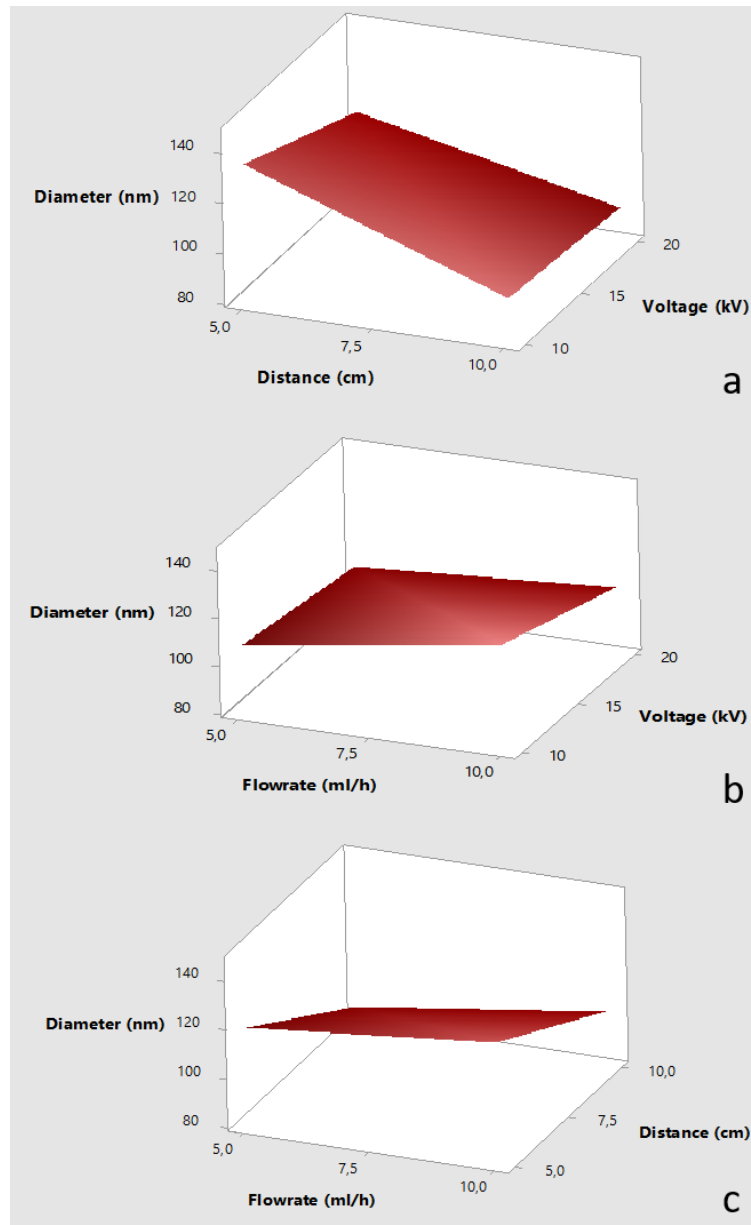 140
Diameter (nm)
120
100
80
5,0
7,5
10,0
Distance (cm)
10
15
20
Voltage (kV)
a
140
Diameter (nm)
120
100
80
5,0
7,5
10,0
Flowrate (ml/h)
10
15
20
Voltage (kV)
b
140
Diameter (nm)
120
100
80
5,0
7,5
10,0
Flowrate (ml/h)
5,0
7,5
10,0
Distance (cm)
c